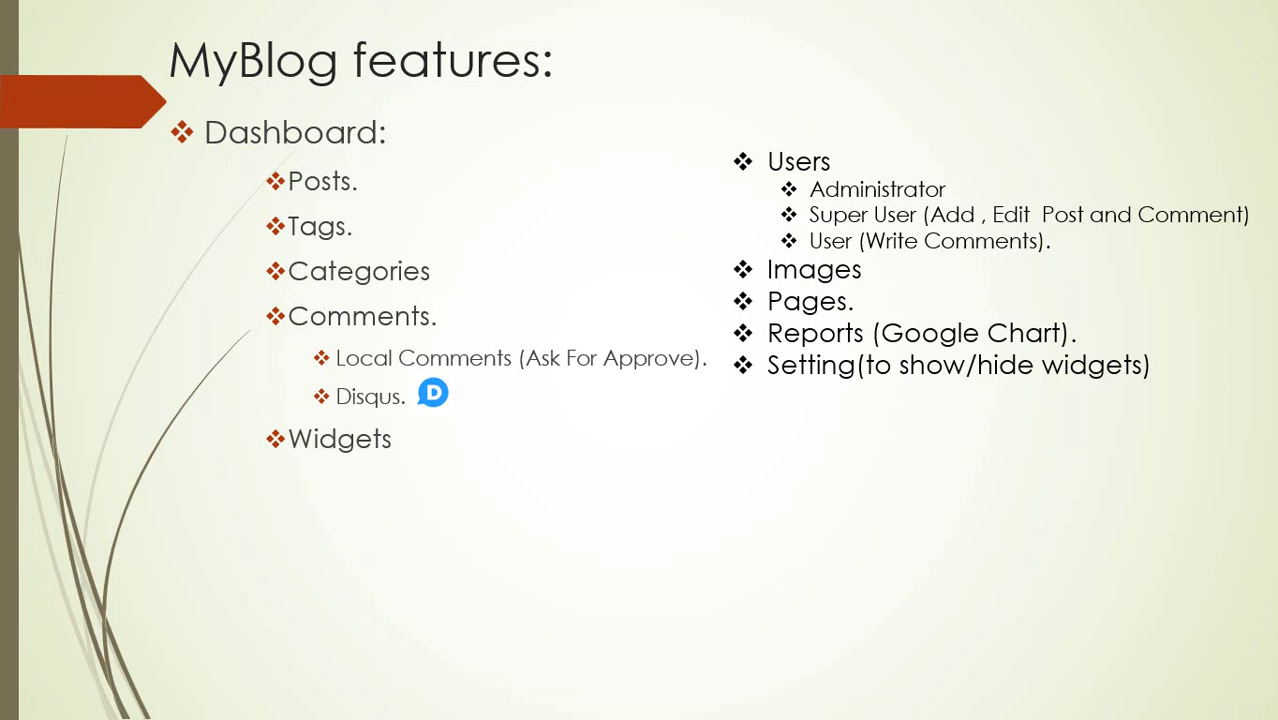 MyBlog features:
Dashboard:
Posts.
Tags.
Categories
Comments.
Local Comments (Ask For Approve).
Disqus. D
Widgets
Users
Administrator
Super User (Add , Edit  Post and Comment)
User (Write Comments).
Images
Pages.
Reports (Google Chart).
Setting(to show/hide widgets)